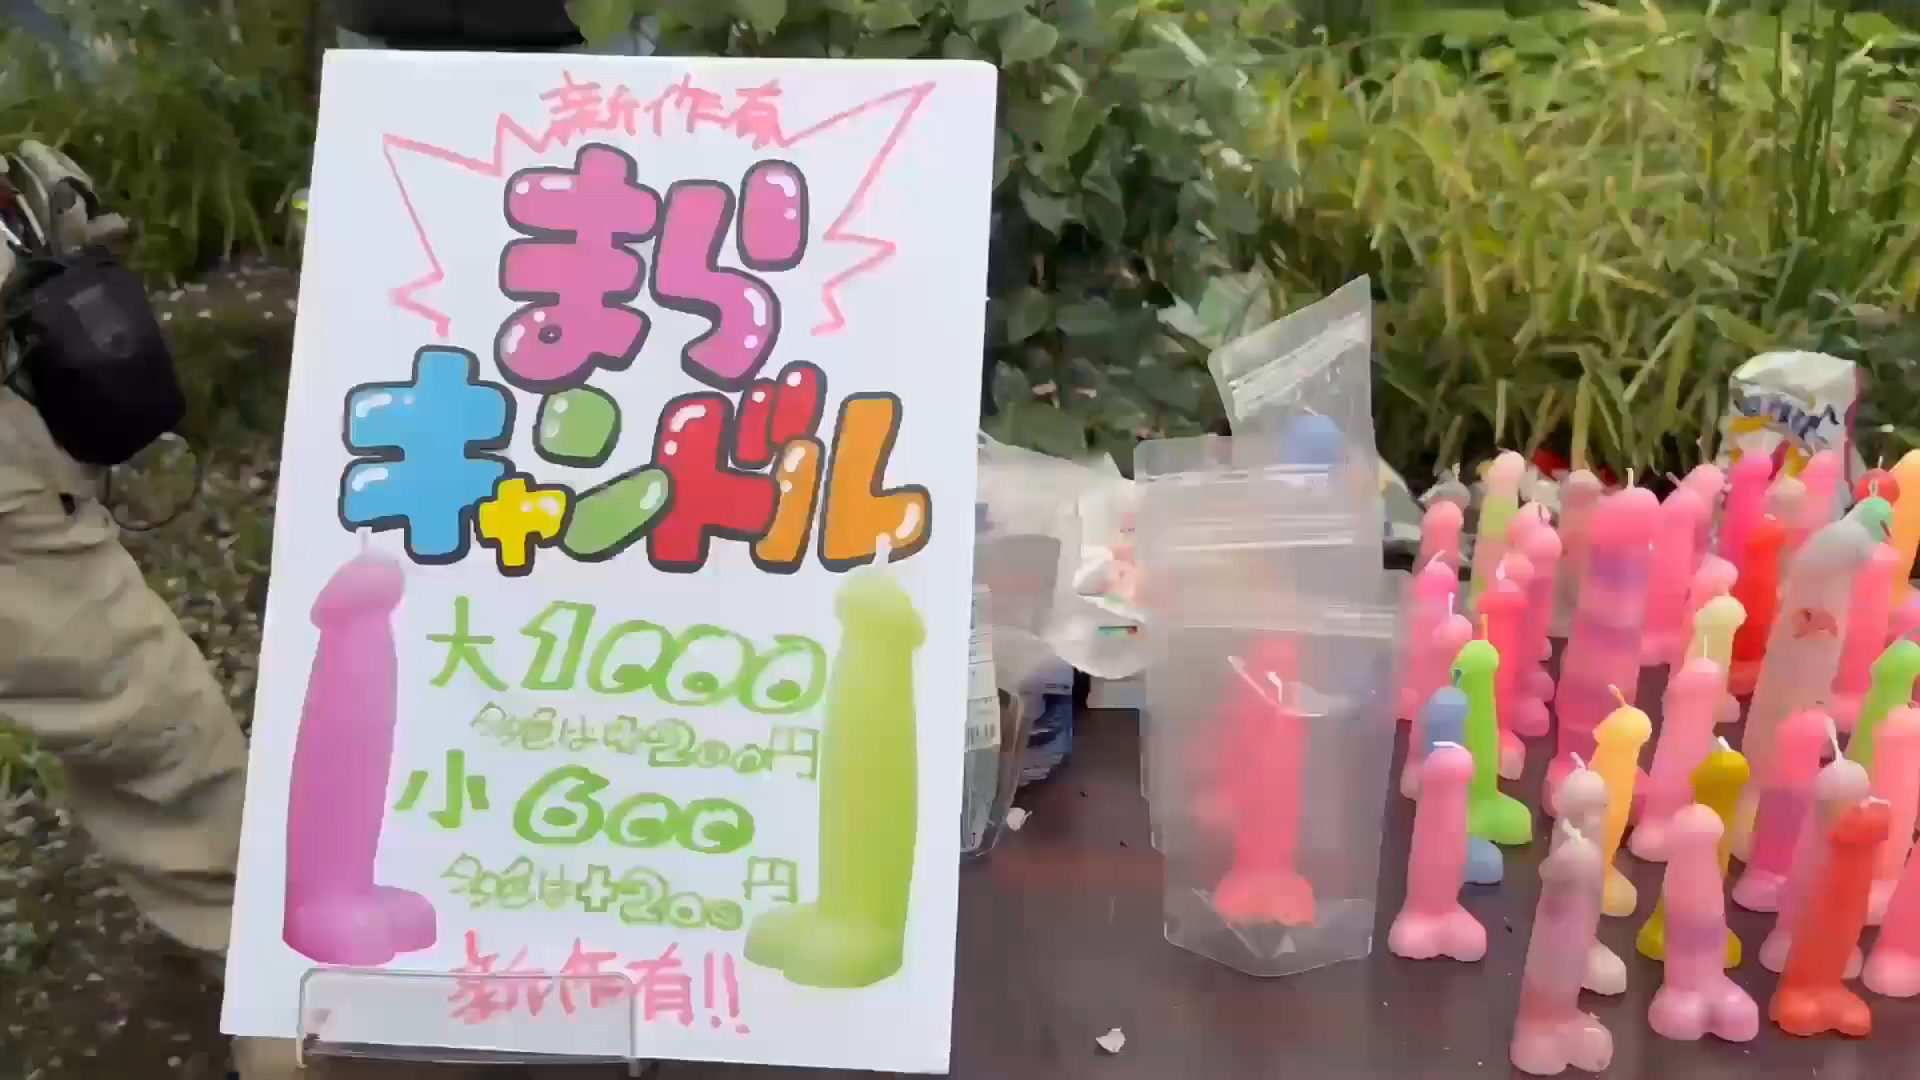 新作有
まら
キャンドル
大1000
多色は+200円
小600
多色は+200円
新作有!!